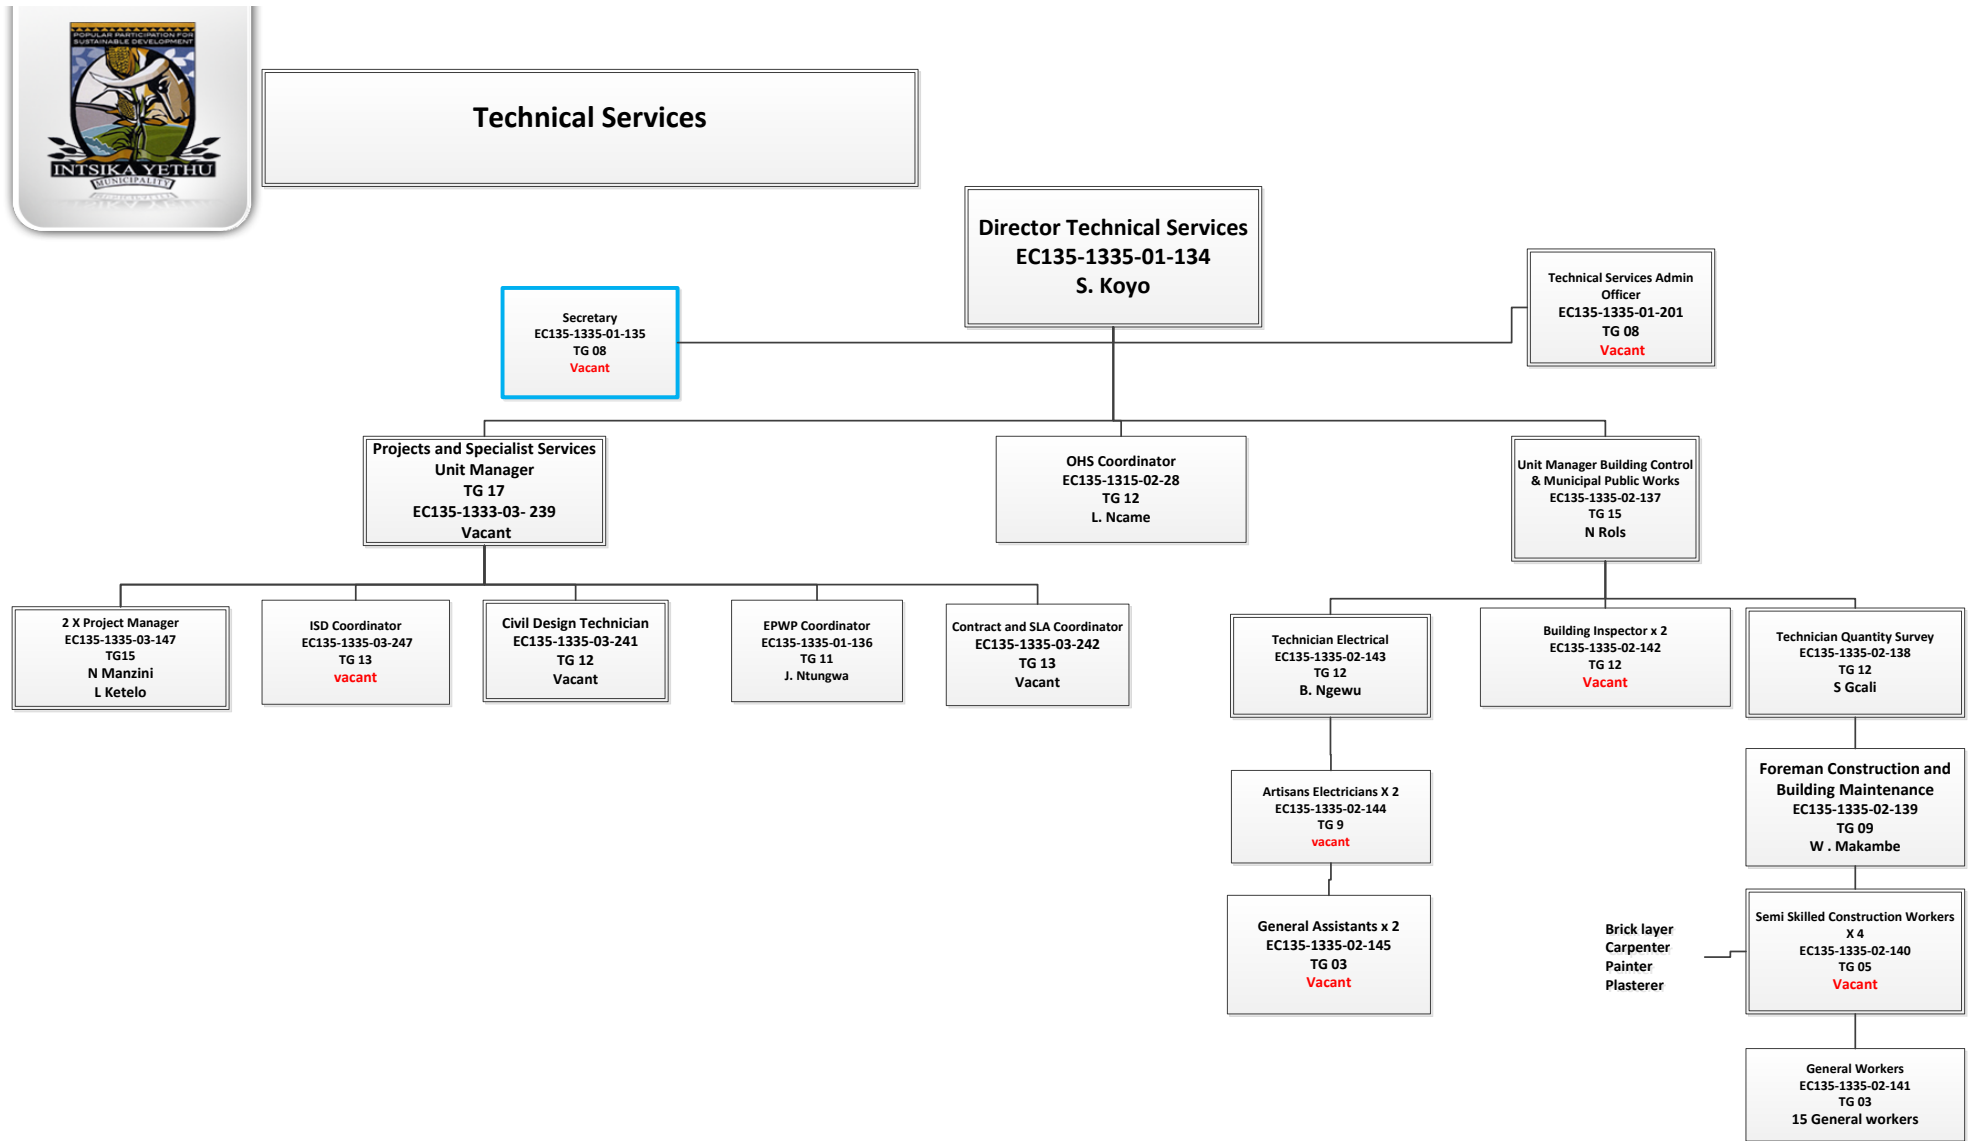 POPULAR PARTICIPATION FOR
SUSTAINABLE DEVELOPMENT
INTSIKA YETHU
MUNICIPALITY
Technical Services
Director Technical Services
EC135-1335-01-134
S. Koyo
Secretary
EC135-1335-01-135
TG 08
Vacant
Technical Services Admin
Officer
EC135-1335-01-201
TG 08
Vacant
Projects and Specialist Services
Unit Manager
TG 17
EC135-1333-03- 239
Vacant
OHS Coordinator
EC135-1315-02-28
TG 12
L. Ncame
Unit Manager Building Control
& Municipal Public Works
EC135-1335-02-137
TG 15
N Rols
2 X Project Manager
EC135-1335-03-147
TG15
N Manzini
L Ketelo
ISD Coordinator
EC135-1335-03-247
TG 13
vacant
Civil Design Technician
EC135-1335-03-241
TG 12
Vacant
EPWP Coordinator
EC135-1335-01-136
TG 11
J. Ntungwa
Contract and SLA Coordinator
EC135-1335-03-242
TG 13
Vacant
Technician Electrical
EC135-1335-02-143
TG 12
B. Ngewu
Building Inspector x 2
EC135-1335-02-142
TG 12
Vacant
Technician Quantity Survey
EC135-1335-02-138
TG 12
S Gcali
Artisans Electricians X 2
EC135-1335-02-144
TG 9
vacant
Foreman Construction and
Building Maintenance
EC135-1335-02-139
TG 09
W . Makambe
General Assistants x 2
EC135-1335-02-145
TG 03
Vacant
Brick layer
Carpenter
Painter
Plasterer
Semi Skilled Construction Workers
X 4
EC135-1335-02-140
TG 05
Vacant
General Workers
EC135-1335-02-141
TG 03
15 General workers